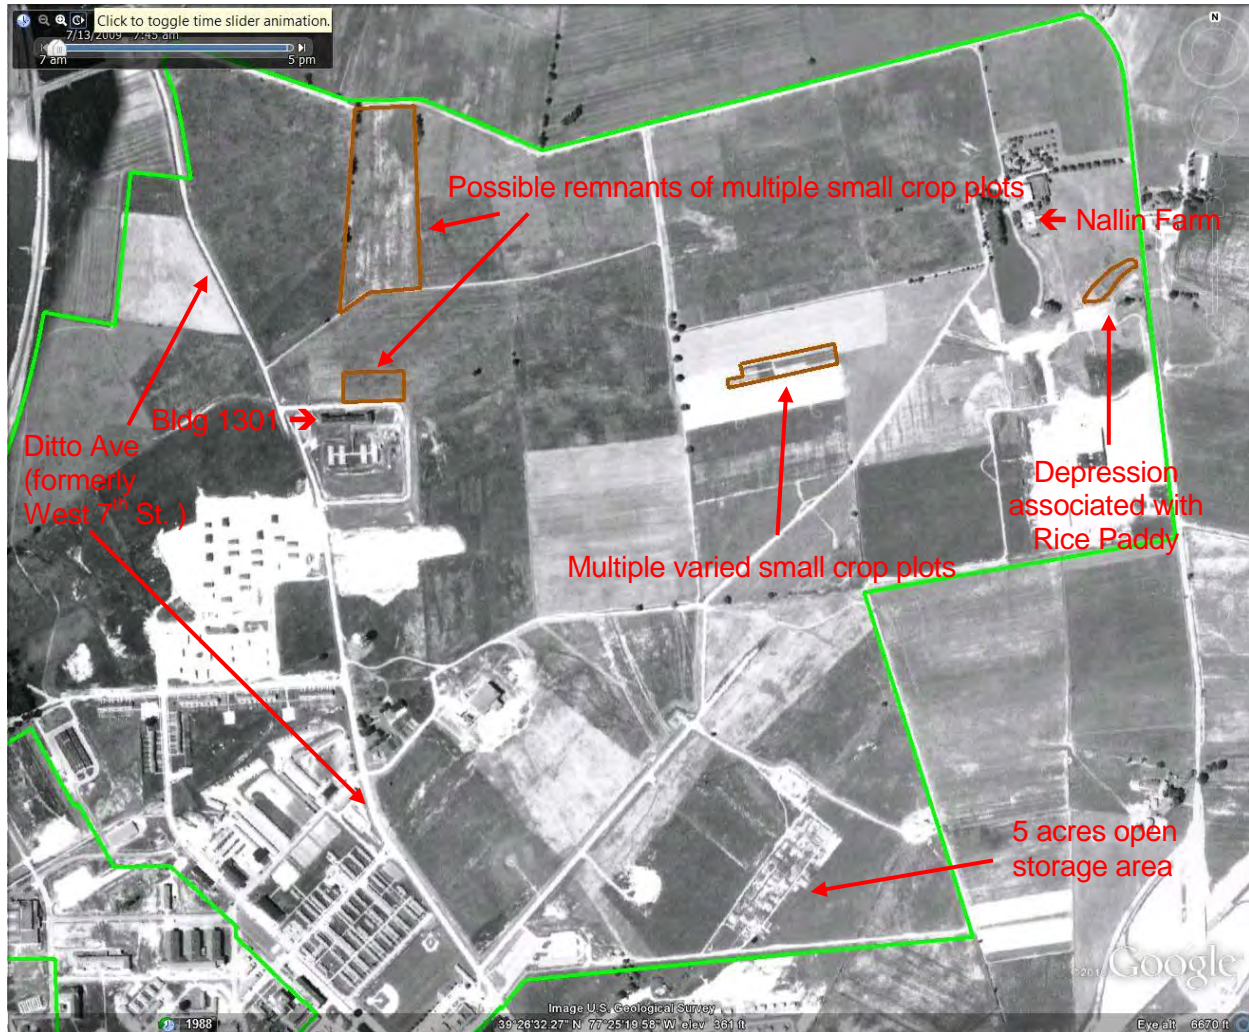 Click to toggle time slider animation.
7/13/2009 7:45 am
7 am
5 pm
N
Possible remnants of multiple small crop plots
← Nallin Farm
Bldg 1301 →
Ditto Ave
(formerly
West 7th St. )
Depression
associated with
Rice Paddy
Multiple varied small crop plots
5 acres open
storage area
Google
Image U.S. Geological Survey
1988
39°26'32.27" N 77°25'19.58" W elev 361 ft
Eye alt 6670 ft